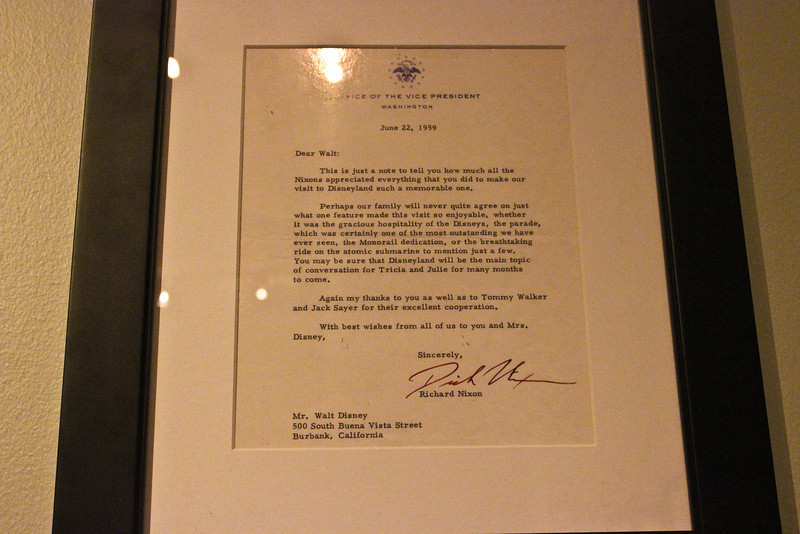 OFFICE OF THE VICE PRESIDENT
WASHINGTON
June 22, 1959
Dear Walt:
This is just a note to tell you how much all the
Nixons appreciated everything that you did to make our
visit to Disneyland such a memorable one.
Perhaps our family will never quite agree on just
what one feature made this visit so enjoyable, whether
it was the gracious hospitality of the Disneys, the parade,
which was certainly one of the most outstanding we have
ever seen, the Monorail dedication, or the breathtaking
ride on the atomic submarine to mention just a few.
You may be sure that Disneyland will be the main topic
of conversation for Tricia and Julie for many months
to come.
Again my thanks to you as well as to Tommy Walker
and Jack Sayer for their excellent cooperation.
With best wishes from all of us to you and Mrs.
Disney,
Sincerely,
Dick Nixon
Richard Nixon
Mr. Walt Disney
500 South Buena Vista Street
Burbank, California